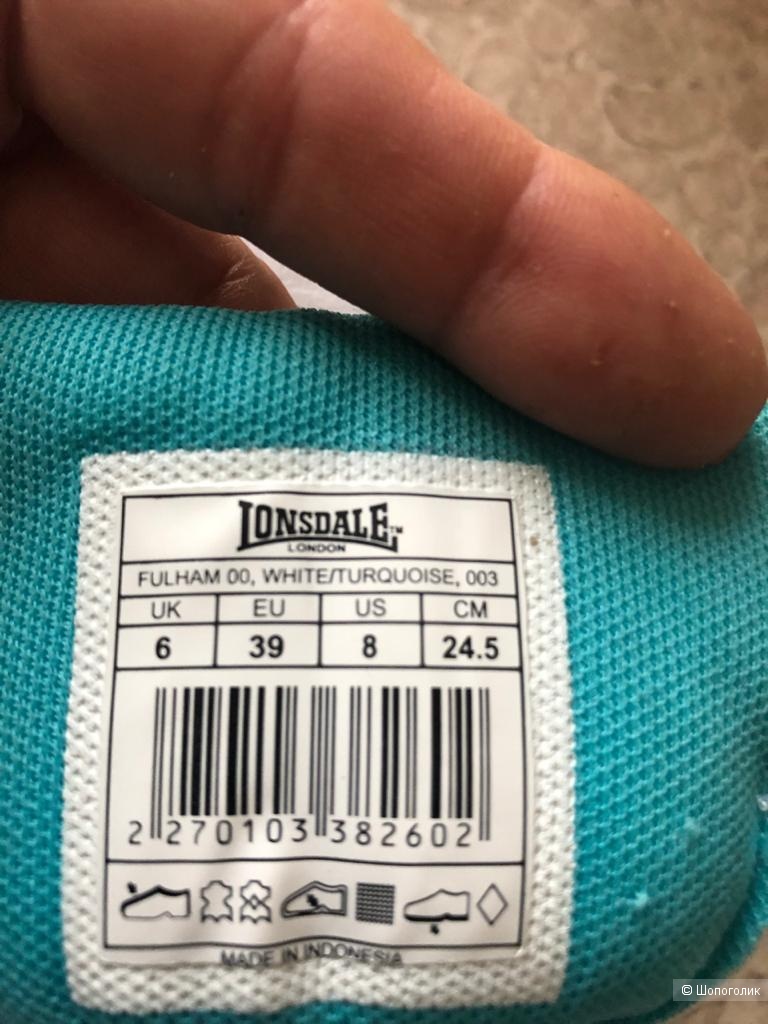 LONSDALE™
LONDON
FULHAM 00, WHITE/TURQUOISE, 003
UK EU US CM
6 39 8 24.5
2 270103 382602
MADE IN INDONESIA
© Шопоголик